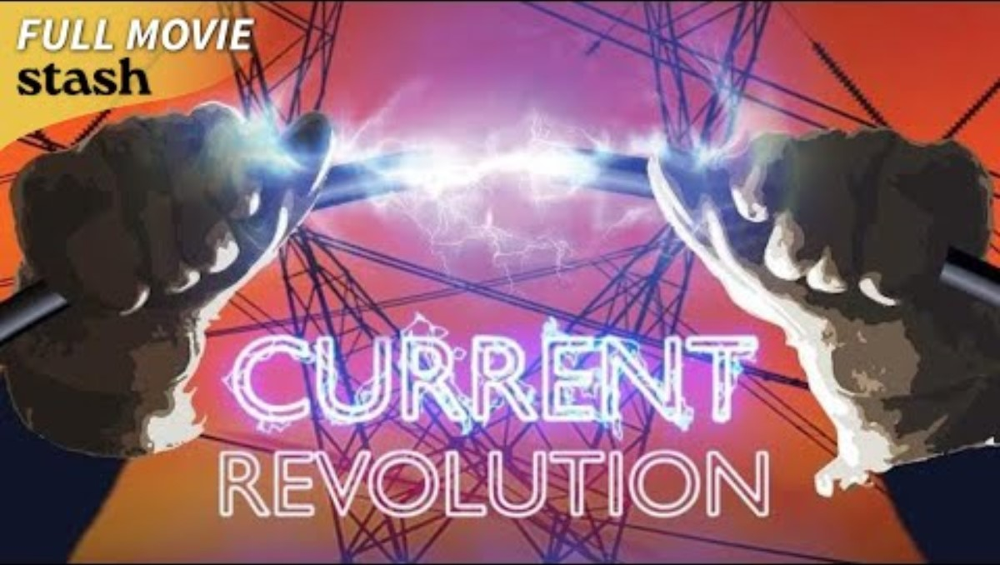 FULL MOVIE
stash
CURRENT
REVOLUTION